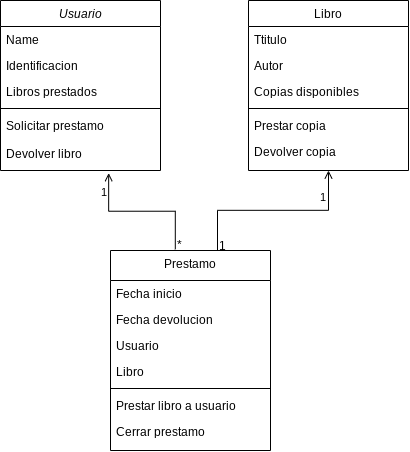 Usuario
Name
Identificacion
Libros prestados
Solicitar prestamo
Devolver libro
Libro
Ttitulo
Autor
Copias disponibles
Prestar copia
Devolver copia
1
1
*
1
Prestamo
Fecha inicio
Fecha devolucion
Usuario
Libro
Prestar libro a usuario
Cerrar prestamo